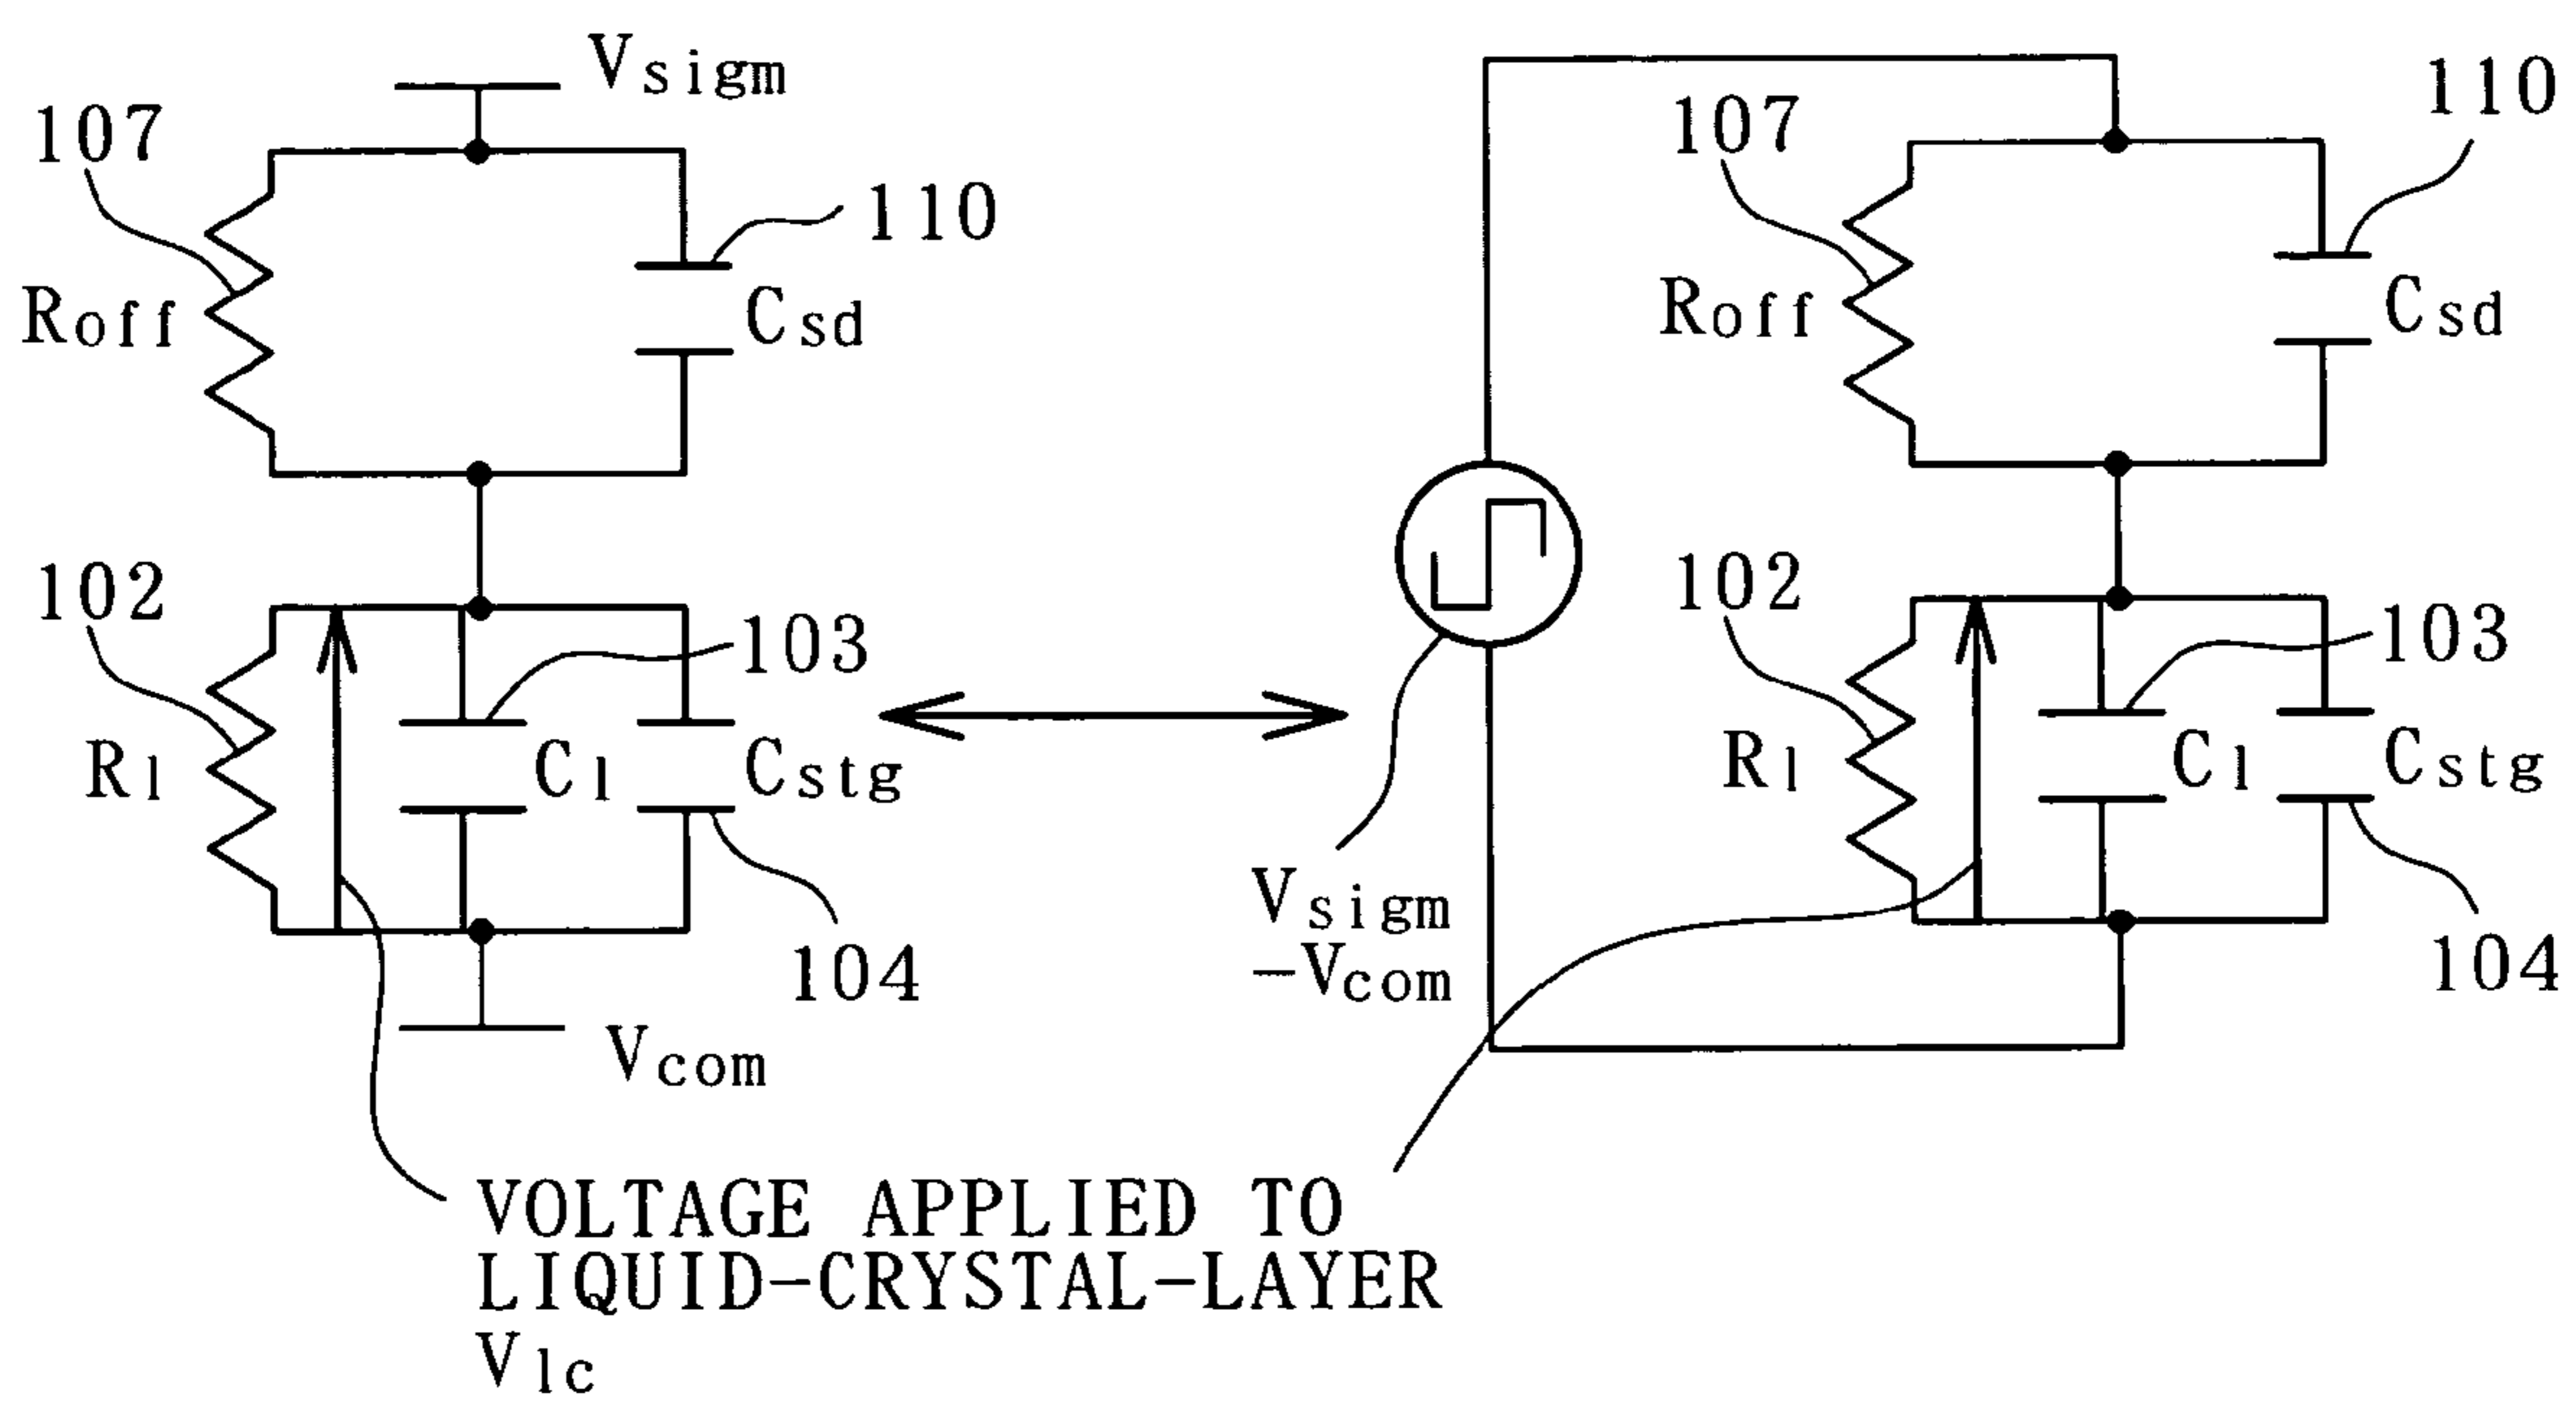 Vsigm
107
110
Roff
Csd
102
103
Rl
Cl
Cstg
104
Vcom
107
110
Roff
Csd
102
103
Rl
Cl
Cstg
104
Vsigm
-Vcom
VOLTAGE APPLIED TO
LIQUID-CRYSTAL-LAYER
Vlc